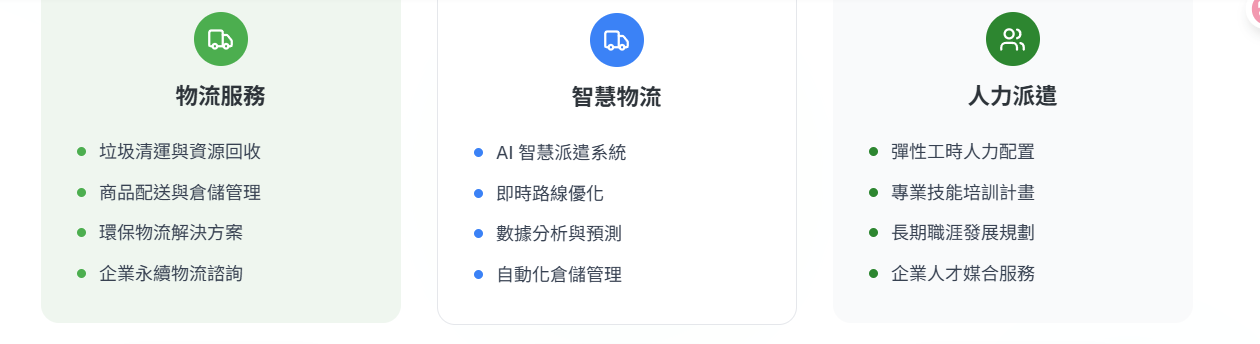 物流服務
垃圾清運與資源回收
商品配送與倉儲管理
環保物流解決方案
企業永續物流諮詢
智慧物流
AI 智慧派遣系統
即時路線優化
數據分析與預測
自動化倉儲管理
人力派遣
彈性工時人力配置
專業技能培訓計畫
長期職涯發展規劃
企業人才媒合服務